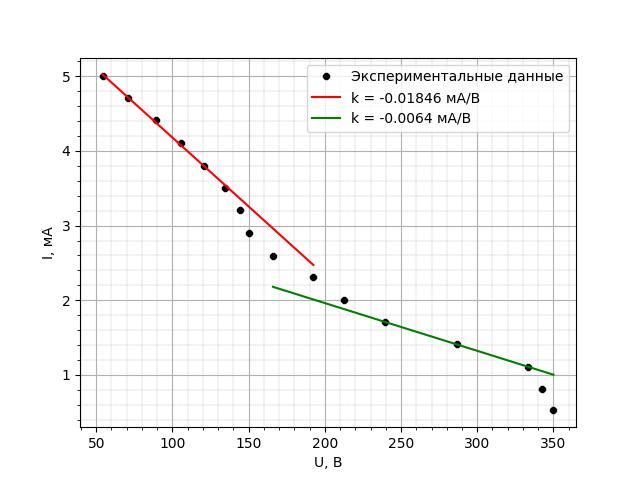 Экспериментальные данные
k = -0.01846 мА/В
k = -0.0064 мА/В
5
4
3
2
1
I, мА
50 100 150 200 250 300 350
U, В